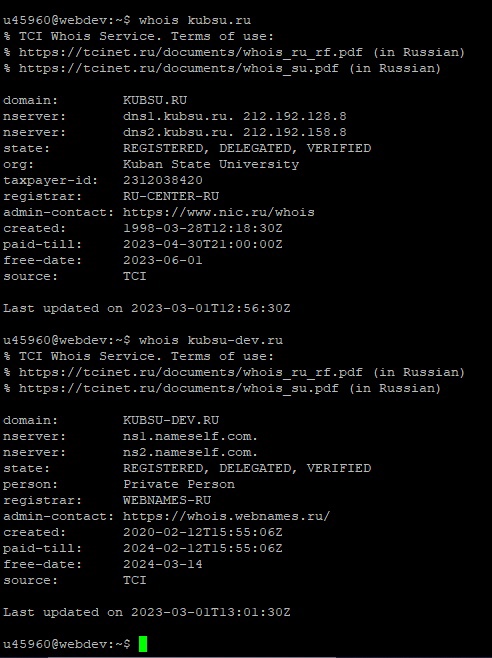 u45960@webdev:~$ whois kubsu.ru
% TCI Whois Service. Terms of use:
% https://tcinet.ru/documents/whois_ru_rf.pdf (in Russian)
% https://tcinet.ru/documents/whois_su.pdf (in Russian)

domain:        KUBSU.RU
nserver:       dns1.kubsu.ru. 212.192.128.8
nserver:       dns2.kubsu.ru. 212.192.158.8
state:         REGISTERED, DELEGATED, VERIFIED
org:           Kuban State University
taxpayer-id:   2312038420
registrar:     RU-CENTER-RU
admin-contact: https://www.nic.ru/whois
created:       1998-03-28T12:18:30Z
paid-till:     2023-04-30T21:00:00Z
free-date:     2023-06-01
source:        TCI

Last updated on 2023-03-01T12:56:30Z

u45960@webdev:~$ whois kubsu-dev.ru
% TCI Whois Service. Terms of use:
% https://tcinet.ru/documents/whois_ru_rf.pdf (in Russian)
% https://tcinet.ru/documents/whois_su.pdf (in Russian)

domain:        KUBSU-DEV.RU
nserver:       ns1.nameself.com.
nserver:       ns2.nameself.com.
state:         REGISTERED, DELEGATED, VERIFIED
person:        Private Person
registrar:     WEBNAMES-RU
admin-contact: https://whois.webnames.ru/
created:       2020-02-12T15:55:06Z
paid-till:     2024-02-12T15:55:06Z
free-date:     2024-03-14
source:        TCI

Last updated on 2023-03-01T13:01:30Z

u45960@webdev:~$